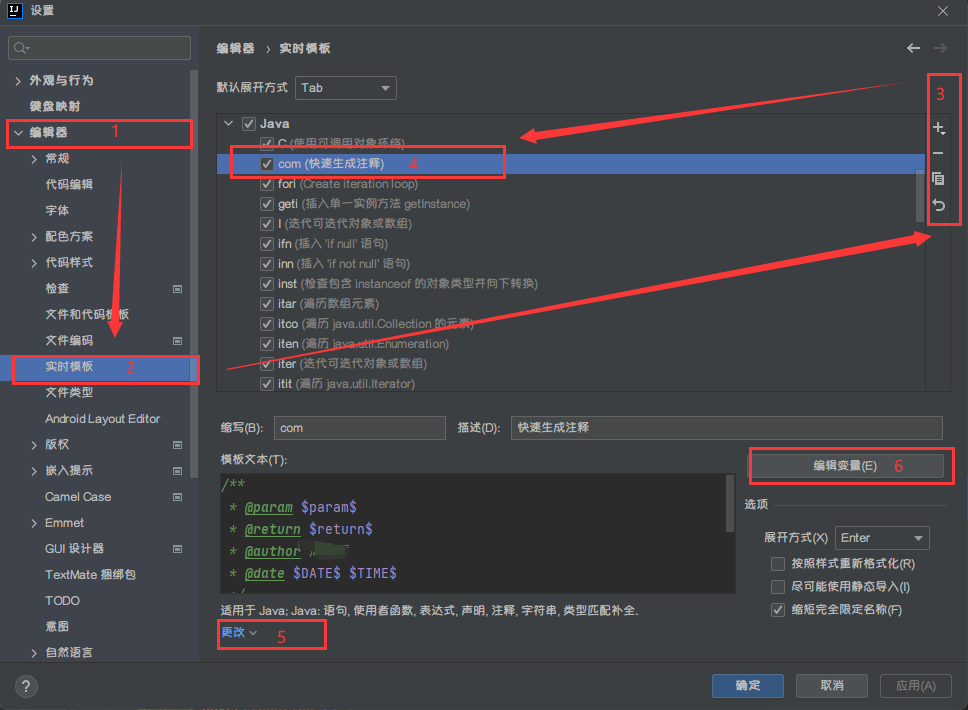 设置
外观与行为
键盘映射
编辑器 1
常规
代码编辑
字体
配色方案
代码样式
检查
文件和代码模板
文件编码
实时模板 2
文件类型
Android Layout Editor
版权
嵌入提示
Camel Case
Emmet
GUI 设计器
TextMate 捆绑包
TODO
意图
自然语言
编辑器 › 实时模板
默认展开方式 Tab
3
Java
C (使用可调用对象环绕)
com (快速生成注释) 4
fori (Create iteration loop)
geti (插入单一实例方法 getInstance)
I (迭代可迭代对象或数组)
ifn (插入 'if null' 语句)
inn (插入 'if not null' 语句)
inst (检查包含 instanceof 的对象类型并向下转换)
itar (遍历数组元素)
itco (遍历 java.util.Collection 的元素)
iten (遍历 java.util.Enumeration)
iter (迭代可迭代对象或数组)
itit (遍历 java.util.Iterator)
缩写(B): com 描述(D): 快速生成注释
模板文本(T):
/**
* @param $param$
* @return $return$
* @author
* @date $DATE$ $TIME$
*/
适用于 Java; Java: 语句, 使用者函数, 表达式, 声明, 注释, 字符串, 类型匹配补全.
更改 5
编辑变量(E) 6
选项
展开方式(X) Enter
按照样式重新格式化(R)
尽可能使用静态导入(I)
缩短完全限定名称(F)
? 确定 取消 应用(A)